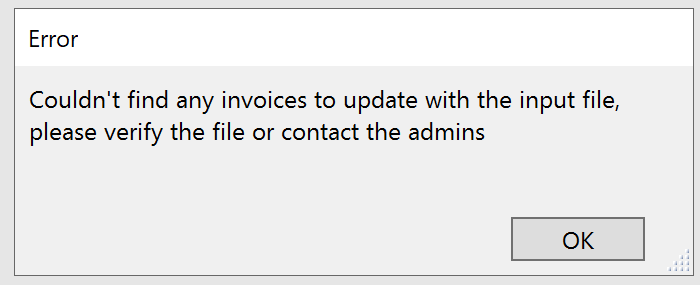 Error
Couldn't find any invoices to update with the input file,
please verify the file or contact the admins
OK